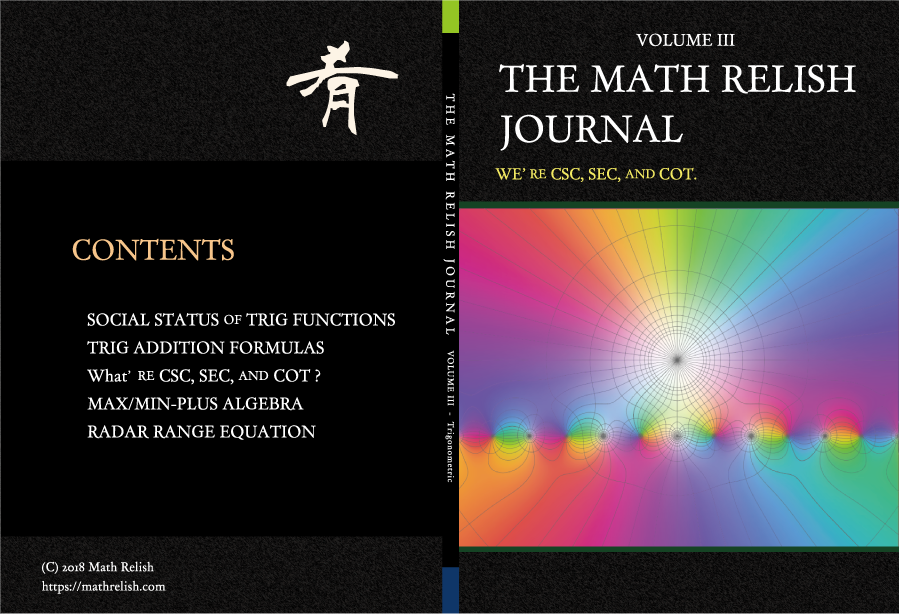 肴
CONTENTS
SOCIAL STATUS OF TRIG FUNCTIONS
TRIG ADDITION FORMULAS
What' RE CSC, SEC, AND COT ?
MAX/MIN-PLUS ALGEBRA
RADAR RANGE EQUATION
(C) 2018 Math Relish
https://mathrelish.com
THE MATH RELISH JOURNAL VOLUME III - Trigonometric
VOLUME III
THE MATH RELISH
JOURNAL
WE' RE CSC, SEC, AND COT.